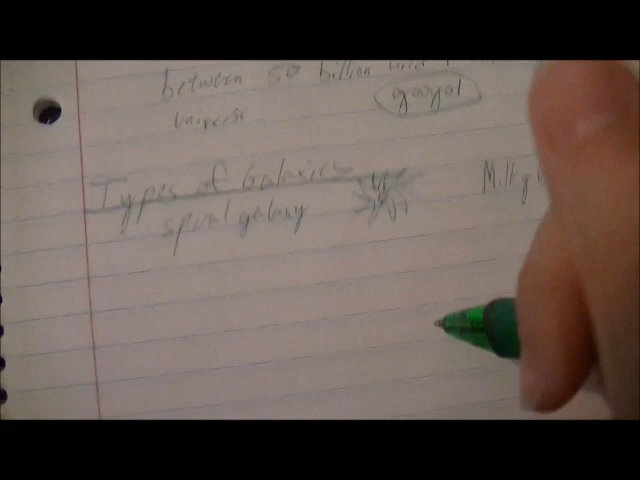 between 50 billion
universe
googol
Types of Galaxies
Milky
spiral galaxy